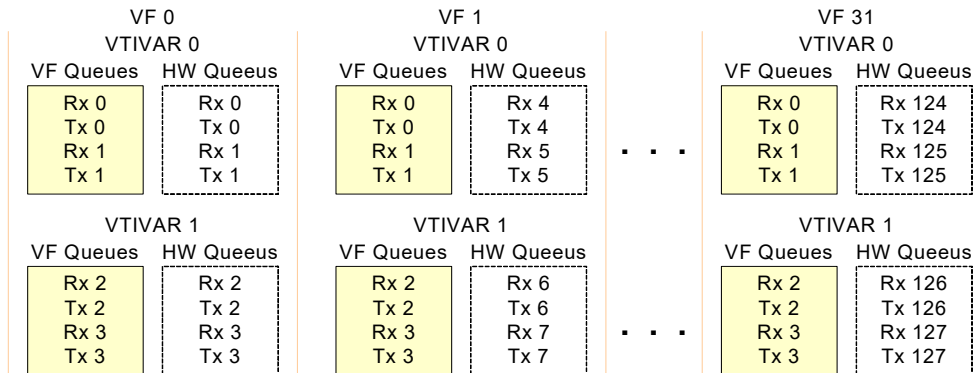 VF 0 VF 1 VF 31
VTIVAR 0 VTIVAR 0 VTIVAR 0
VF Queues HW Queeus VF Queues HW Queeus VF Queues HW Queeus
Rx 0 Rx 0 Rx 0 Rx 4 Rx 0 Rx 124
Tx 0 Tx 0 Tx 0 Tx 4 Tx 0 Tx 124
Rx 1 Rx 1 Rx 1 Rx 5 . . . Rx 1 Rx 125
Tx 1 Tx 1 Tx 1 Tx 5 Tx 1 Tx 125
VTIVAR 1 VTIVAR 1 VTIVAR 1
VF Queues HW Queeus VF Queues HW Queeus VF Queues HW Queeus
Rx 2 Rx 2 Rx 2 Rx 6 Rx 2 Rx 126
Tx 2 Tx 2 Tx 2 Tx 6 Tx 2 Tx 126
Rx 3 Rx 3 Rx 3 Rx 7 . . . Rx 3 Rx 127
Tx 3 Tx 3 Tx 3 Tx 7 Tx 3 Tx 127